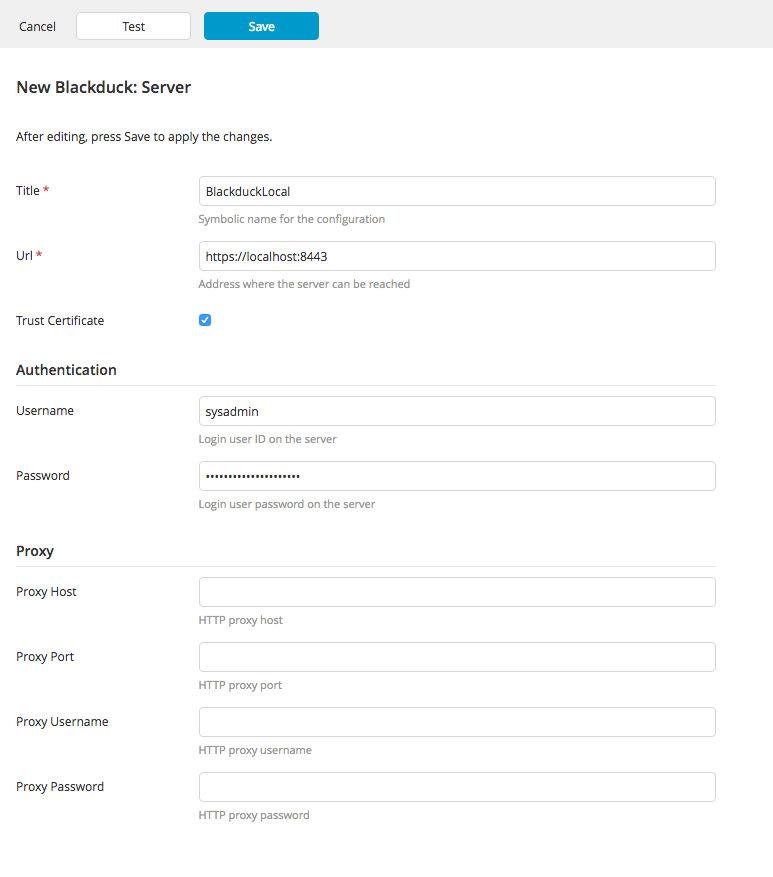 Cancel Test Save
New Blackduck: Server
After editing, press Save to apply the changes.
Title * BlackduckLocal
Symbolic name for the configuration
Url * https://localhost:8443
Address where the server can be reached
Trust Certificate
Authentication
Username sysadmin
Login user ID on the server
Password •••••••••••••••••••••
Login user password on the server
Proxy
Proxy Host
HTTP proxy host
Proxy Port
HTTP proxy port
Proxy Username
HTTP proxy username
Proxy Password
HTTP proxy password